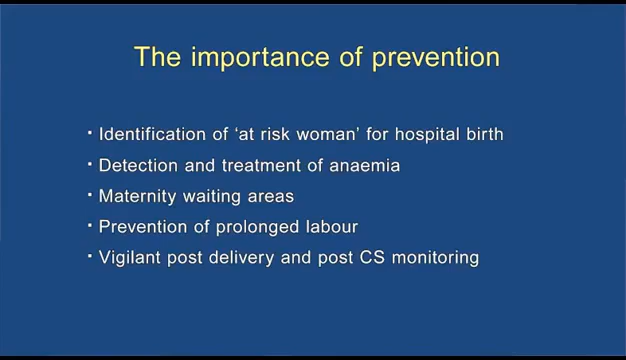 The importance of prevention
· Identification of 'at risk woman' for hospital birth
· Detection and treatment of anaemia
· Maternity waiting areas
· Prevention of prolonged labour
· Vigilant post delivery and post CS monitoring